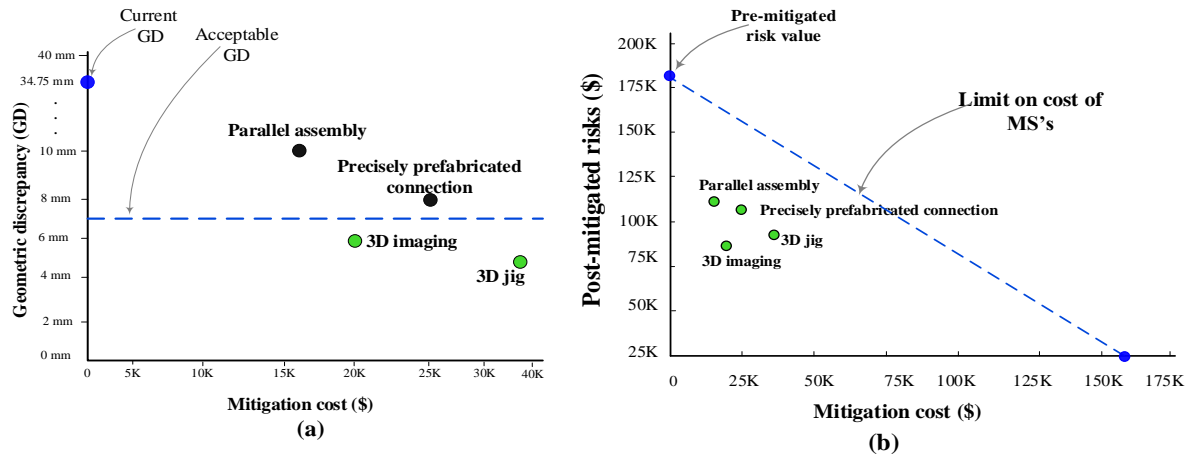 Current
GD
Acceptable
GD
40 mm
34.75 mm
.
.
.
10 mm
8 mm
6 mm
4 mm
2 mm
0 mm
Geometric discrepancy (GD)
Parallel assembly
Precisely prefabricated
connection
3D imaging
3D jig
0 5K 10K 15K 20K 25K 30K 40K
Mitigation cost ($)
(a)
Pre-mitigated
risk value
Limit on cost of
MS's
200K
175K
150K
125K
100K
75K
50K
25K
Post-mitigated risks ($)
Parallel assembly
Precisely prefabricated connection
3D jig
3D imaging
0 25K 50K 75K 100K 125K 150K 175K
Mitigation cost ($)
(b)